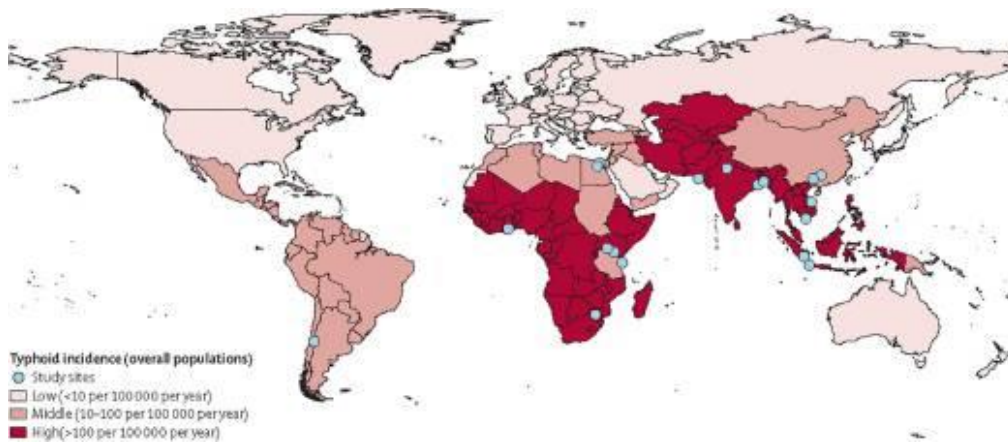 Typhoid incidence (overall populations)
Study sites
Low (<10 per 100 000 per year)
Middle (10–100 per 100 000 per year)
High(>100 per 100 000 per year)